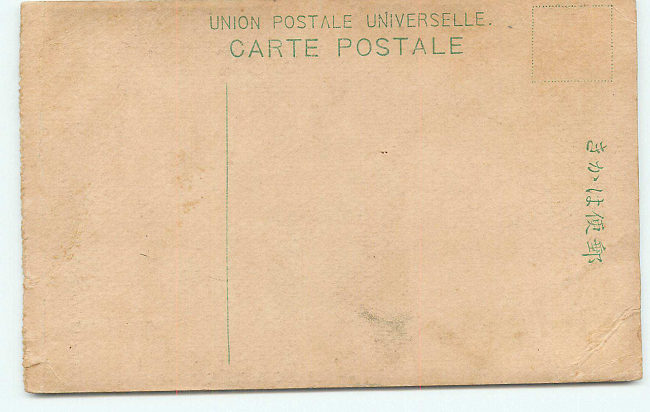 UNION POSTALE UNIVERSELLE.
CARTE POSTALE
郵便はかき